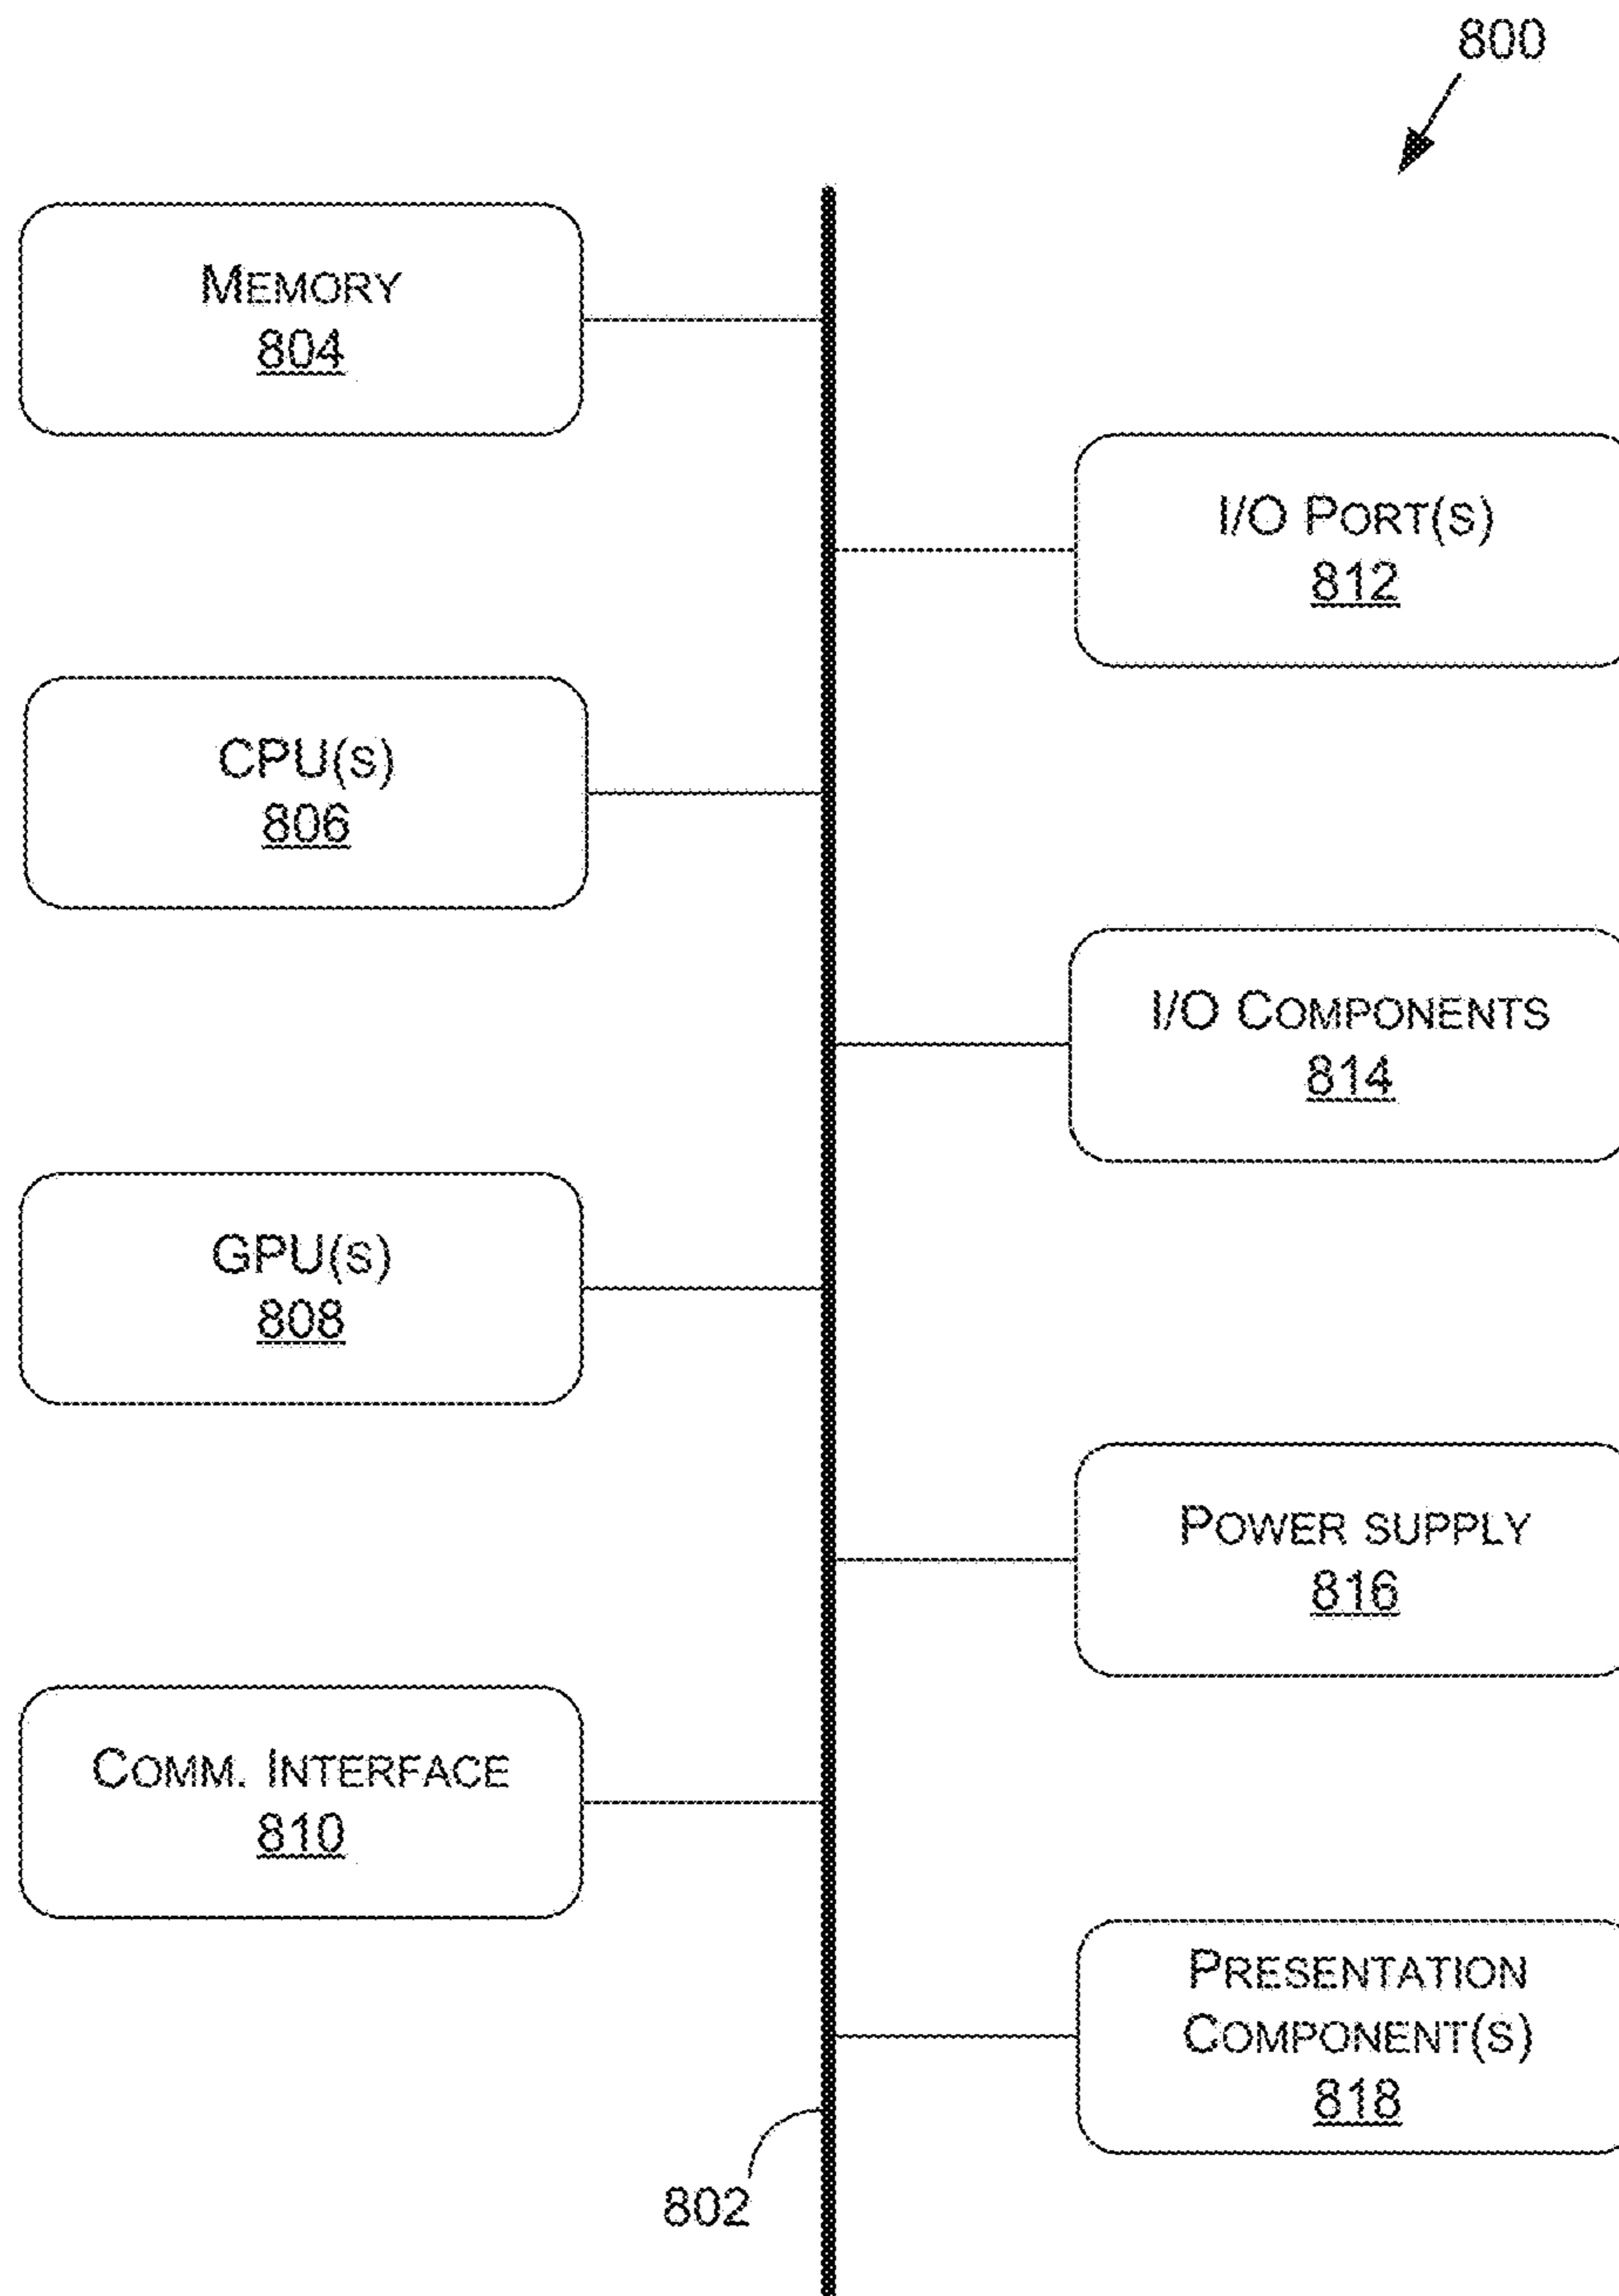 800
MEMORY
804
I/O PORT(S)
812
CPU(S)
806
I/O COMPONENTS
814
GPU(S)
808
POWER SUPPLY
816
COMM. INTERFACE
810
PRESENTATION
COMPONENT(S)
818
802